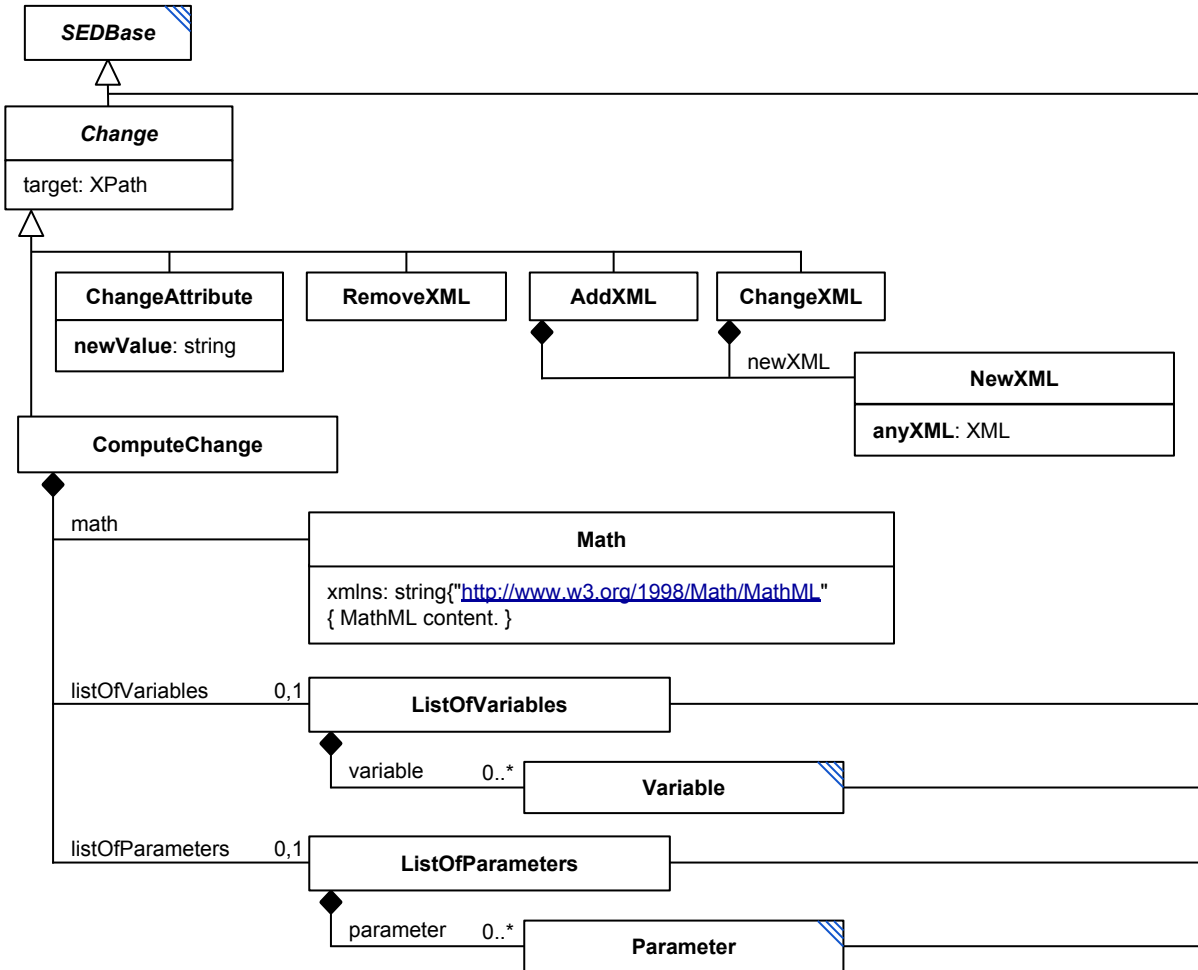 SEDBase
Change
target: XPath
ChangeAttribute
newValue: string
RemoveXML
AddXML
ChangeXML
newXML
NewXML
anyXML: XML
ComputeChange
math
Math
xmlns: string{"http://www.w3.org/1998/Math/MathML"
{ MathML content. }
listOfVariables 0,1
ListOfVariables
variable 0..*
Variable
listOfParameters 0,1
ListOfParameters
parameter 0..*
Parameter